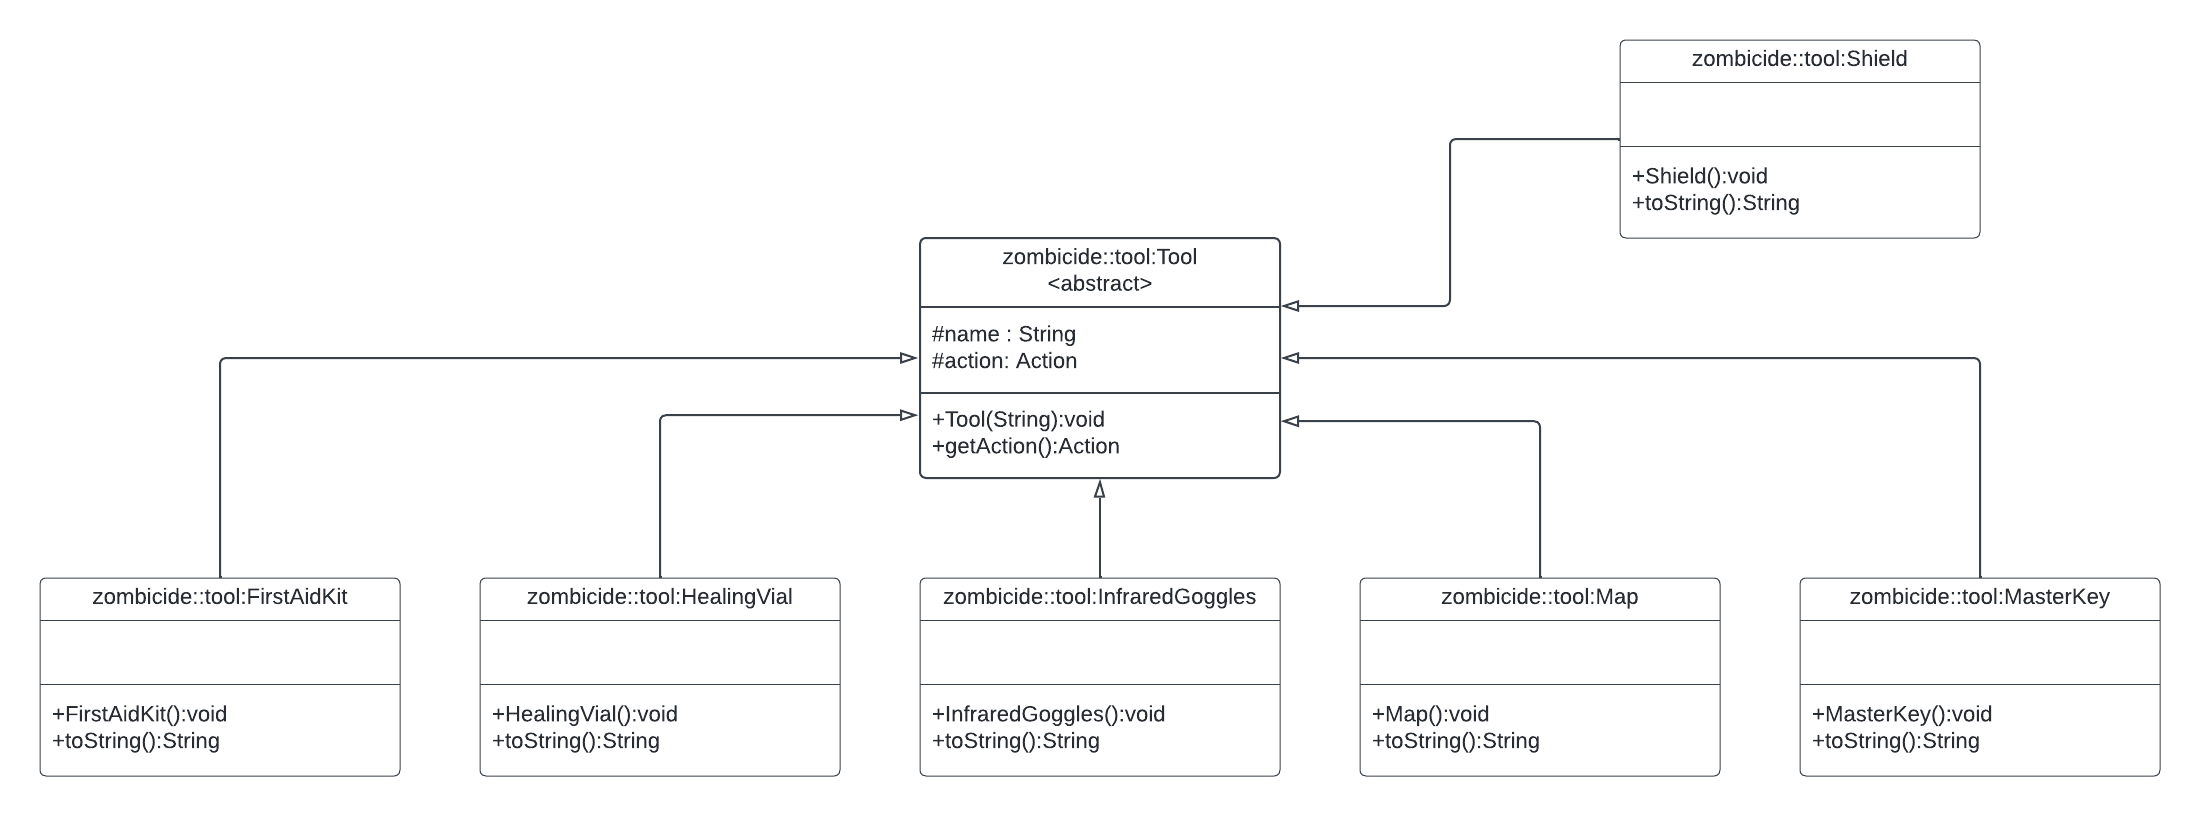 zombicide::tool:Shield
+Shield():void
+toString():String
zombicide::tool:Tool
<abstract>
#name : String
#action: Action
+Tool(String):void
+getAction():Action
zombicide::tool:FirstAidKit
+FirstAidKit():void
+toString():String
zombicide::tool:HealingVial
+HealingVial():void
+toString():String
zombicide::tool:InfraredGoggles
+InfraredGoggles():void
+toString():String
zombicide::tool:Map
+Map():void
+toString():String
zombicide::tool:MasterKey
+MasterKey():void
+toString():String